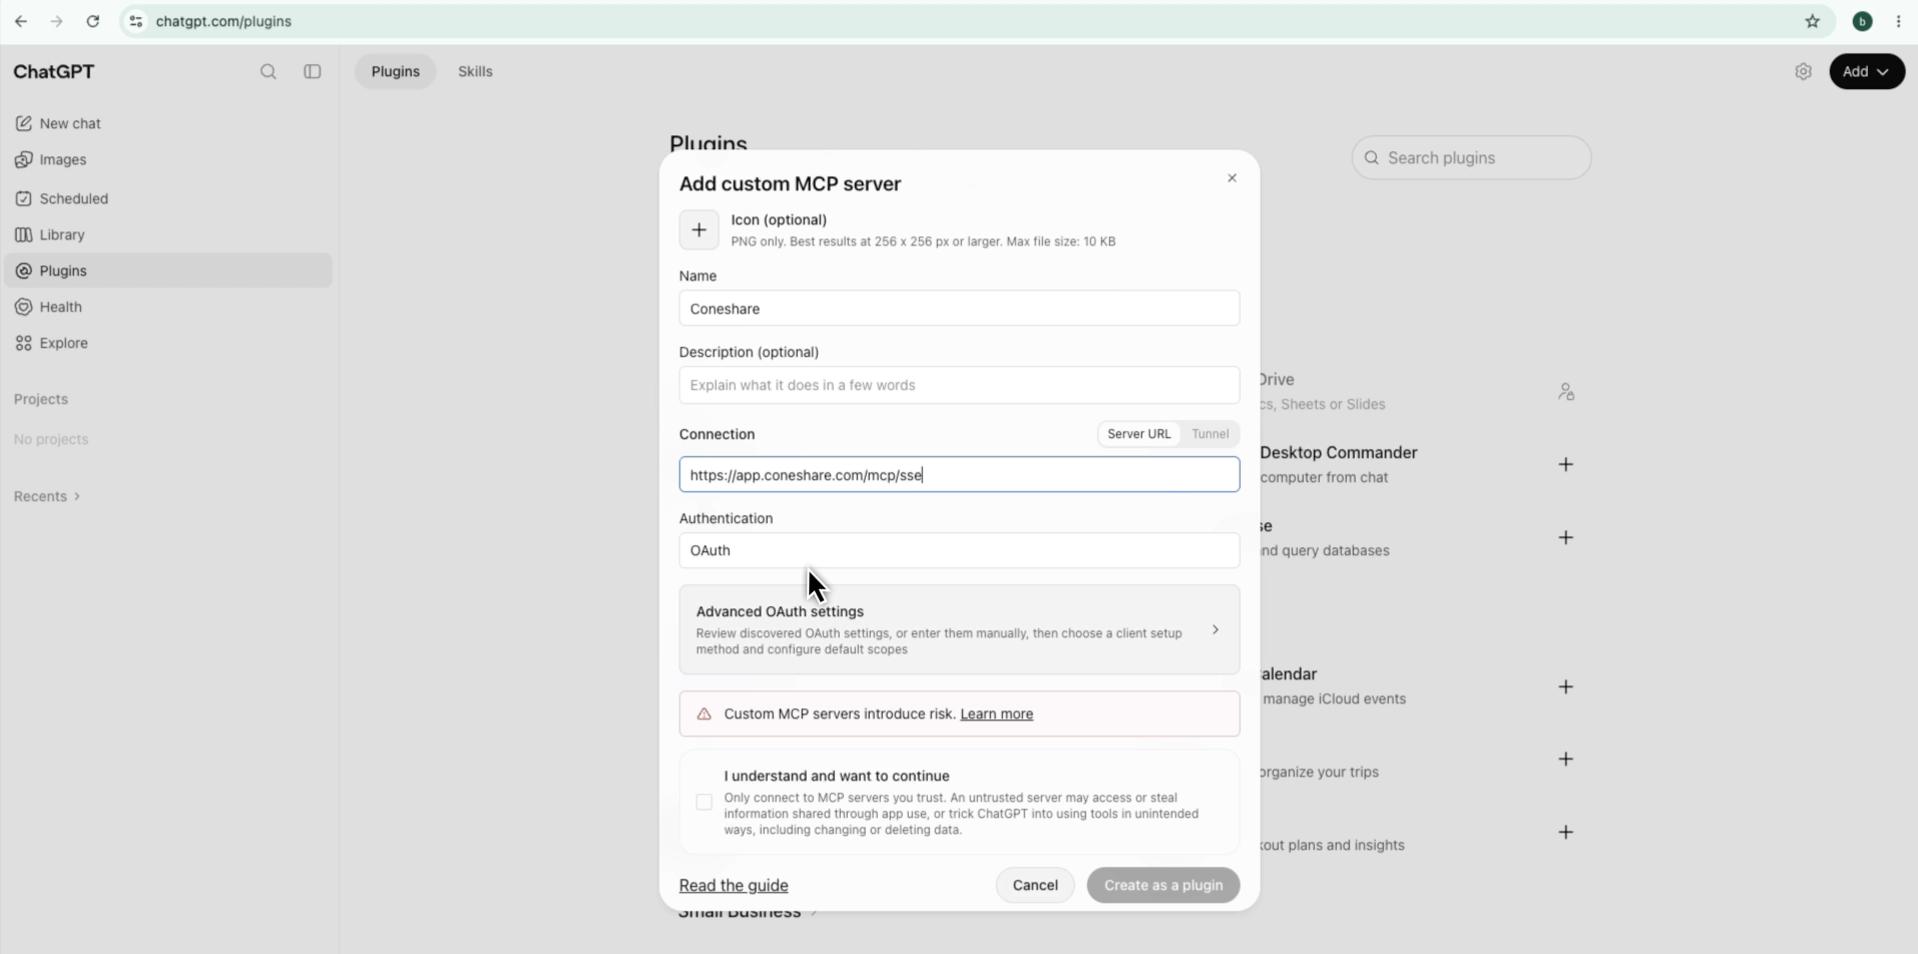 chatgpt.com/plugins
b
ChatGPT
Plugins
Skills
Add
New chat
Images
Scheduled
Library
Plugins
Health
Explore
Projects
No projects
Recents
Plugins
Search plugins
Add custom MCP server
Icon (optional)
PNG only. Best results at 256 x 256 px or larger. Max file size: 10 KB
Name
Coneshare
Description (optional)
Explain what it does in a few words
Connection
Server URL
Tunnel
https://app.coneshare.com/mcp/sse
Authentication
OAuth
Advanced OAuth settings
Review discovered OAuth settings, or enter them manually, then choose a client setup
method and configure default scopes
Custom MCP servers introduce risk. Learn more
I understand and want to continue
Only connect to MCP servers you trust. An untrusted server may access or steal
information shared through app use, or trick ChatGPT into using tools in unintended
ways, including changing or deleting data.
Read the guide
Cancel
Create as a plugin
Drive
cs, Sheets or Slides
Desktop Commander
computer from chat
se
nd query databases
alendar
manage iCloud events
organize your trips
kout plans and insights
Small Business